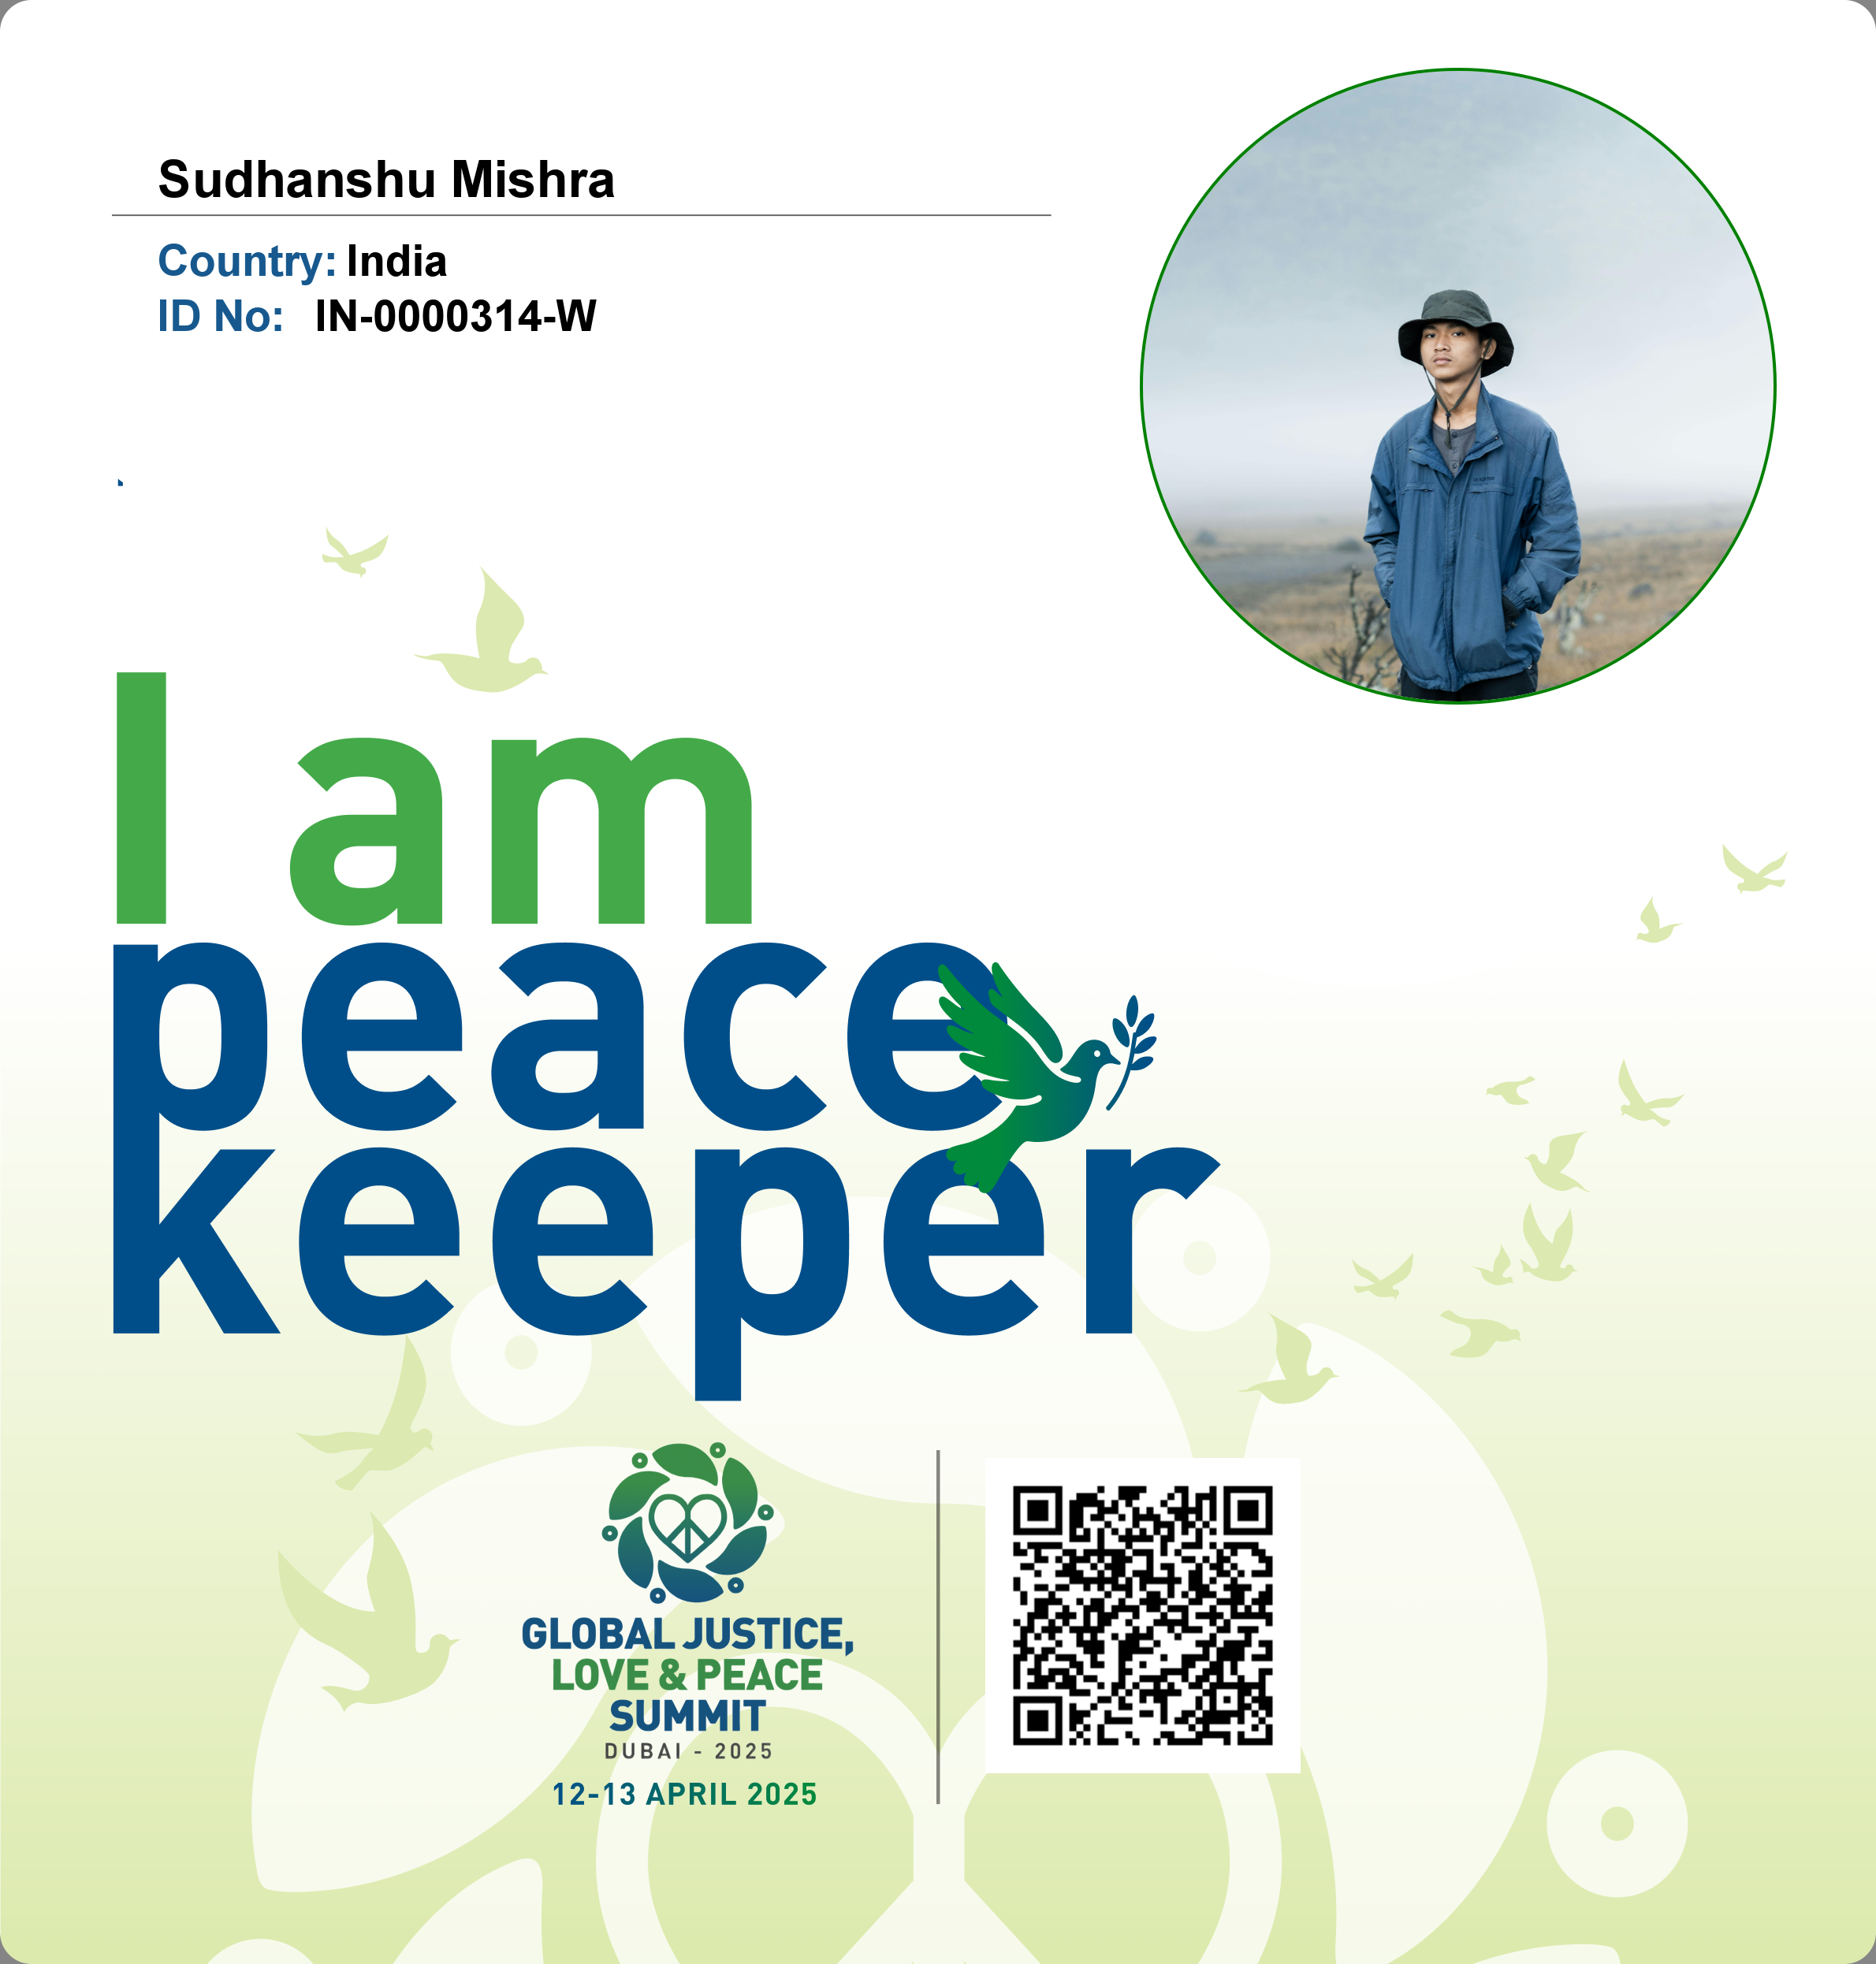 Sudhanshu Mishra
Country: India
ID No: IN-0000314-W
I am
peace
keeper
GLOBAL JUSTICE,
LOVE & PEACE
SUMMIT
DUBAI - 2025
12-13 APRIL 2025